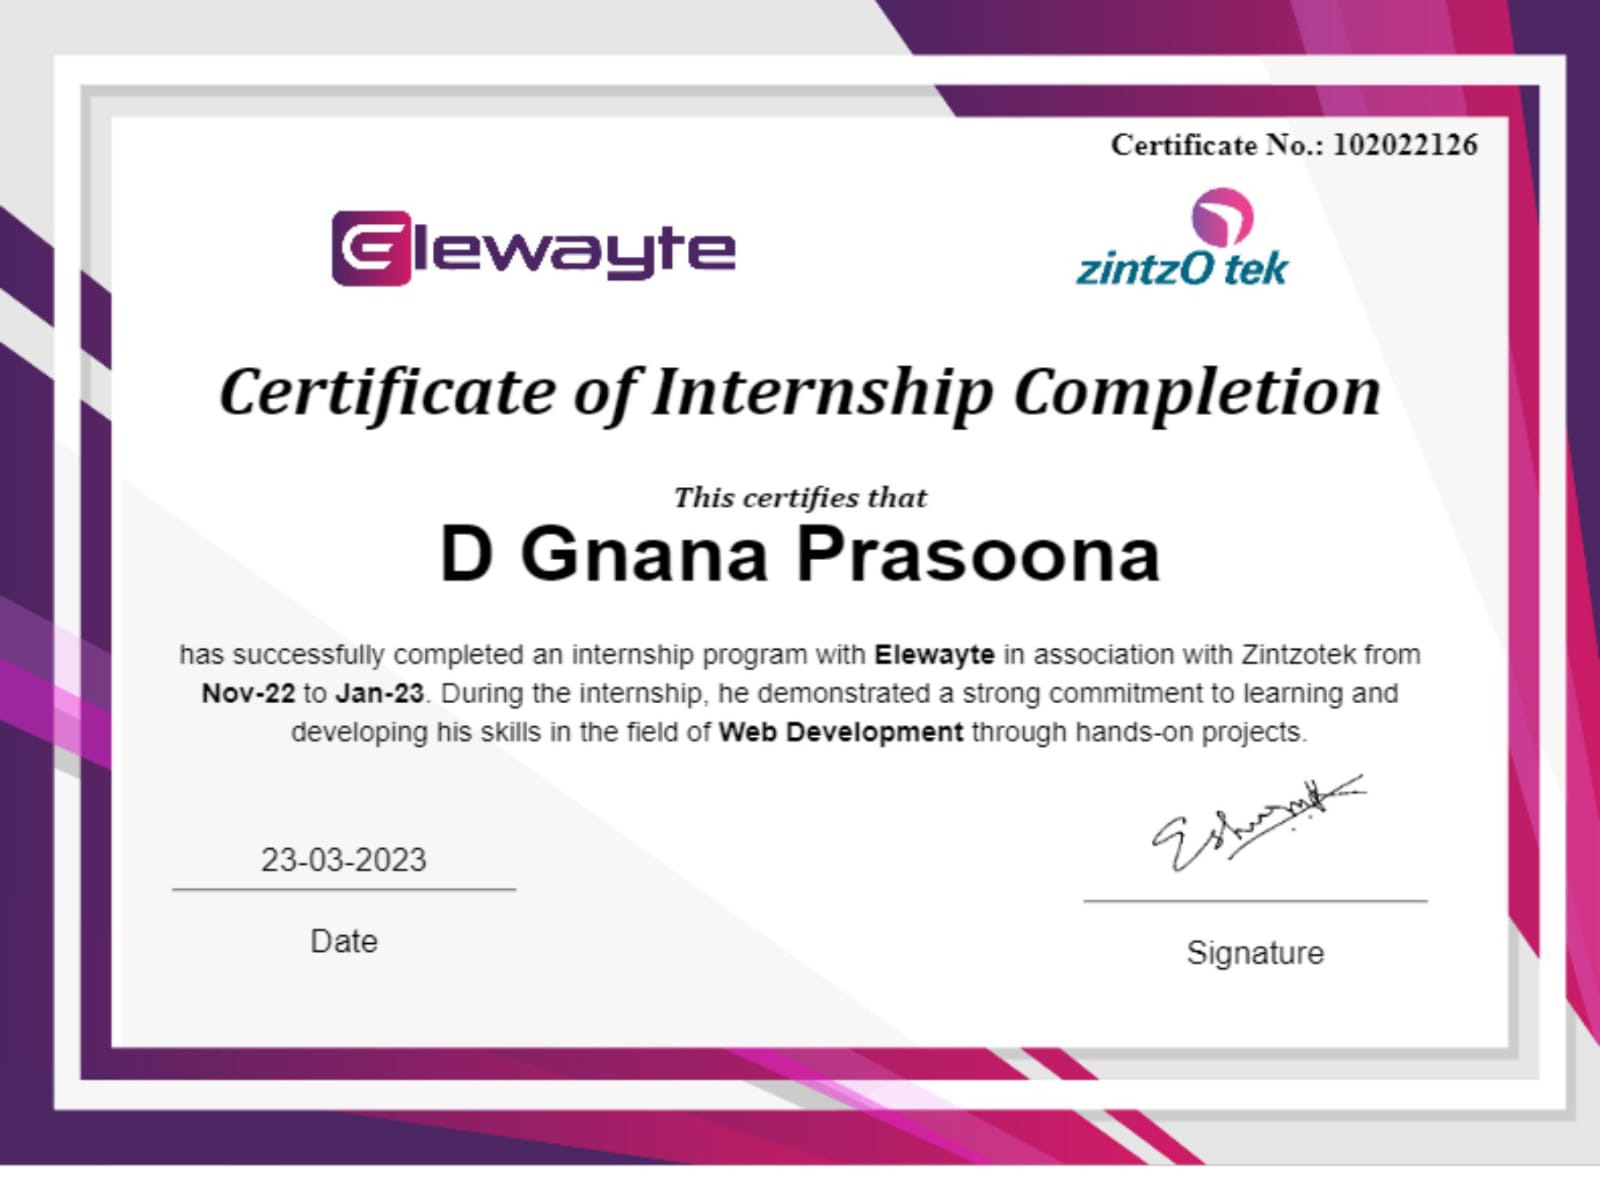 Certificate No.: 102022126
Elewayte
zintzO tek
Certificate of Internship Completion
This certifies that
D Gnana Prasoona
has successfully completed an internship program with Elewayte in association with Zintzotek from
Nov-22 to Jan-23. During the internship, he demonstrated a strong commitment to learning and
developing his skills in the field of Web Development through hands-on projects.
23-03-2023
Date
Signature